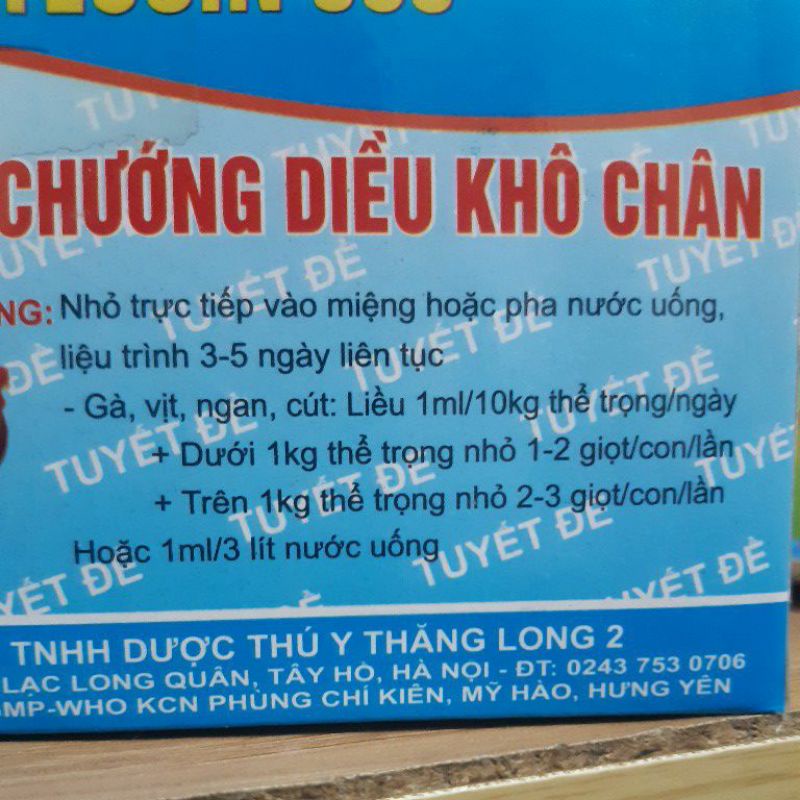 CHƯỚNG DIỀU KHÔ CHÂN
NG: Nhỏ trực tiếp vào miệng hoặc pha nước uống,
liệu trình 3-5 ngày liên tục
- Gà, vịt, ngan, cút: Liều 1ml/10kg thể trọng/ngày
+ Dưới 1kg thể trọng nhỏ 1-2 giọt/con/lần
+ Trên 1kg thể trọng nhỏ 2-3 giọt/con/lần
Hoặc 1ml/3 lít nước uống
TUYẾT ĐÈ
TNHH DƯỢC THÚ Y THĂNG LONG 2
LẠC LONG QUÂN, TÂY HỒ, HÀ NỘI - ĐT: 0243 753 0706
GMP-WHO KCN PHÙNG CHÍ KIÊN, MỸ HÀO, HƯNG YÊN